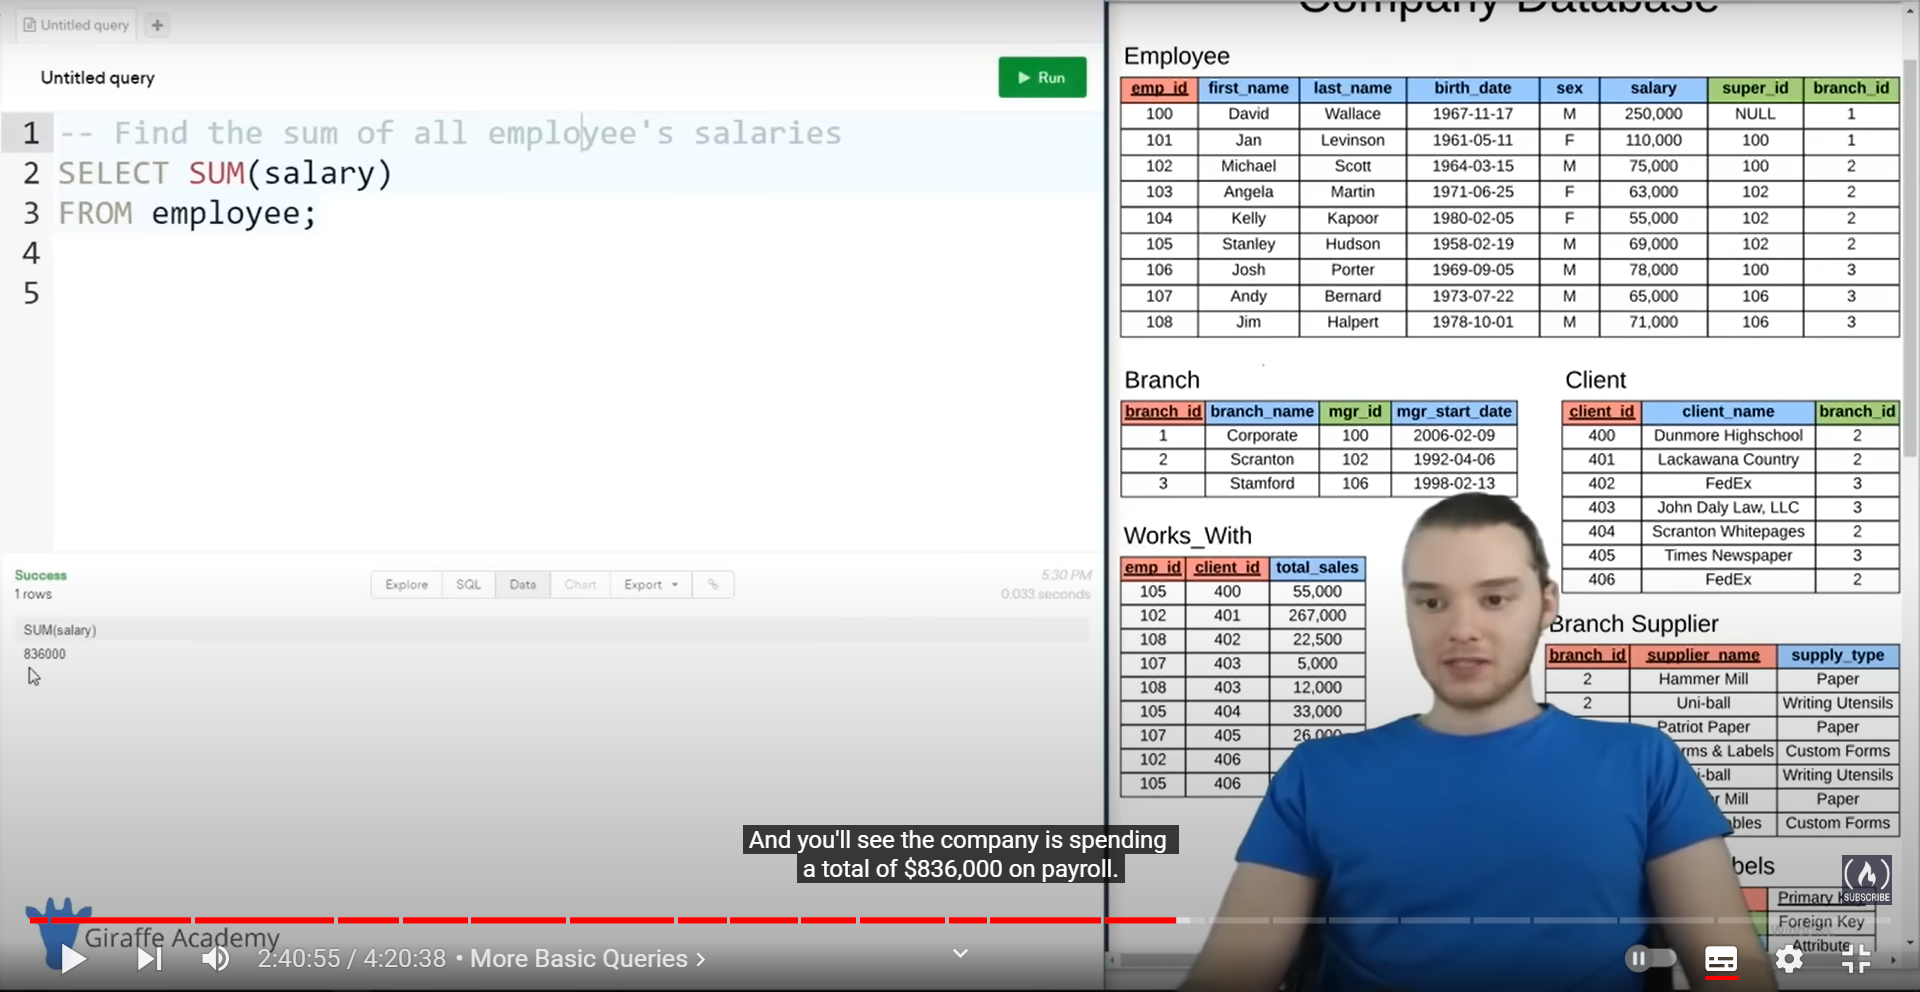 Untitled query
+
Untitled query
Run
1 -- Find the sum of all employee's salaries
2 SELECT SUM(salary)
3 FROM employee;
4
5
Success
1 rows
Explore SQL Data Chart Export
5:30 PM
0.033 seconds
SUM(salary)
836000
Company Database
Employee
emp_id first_name last_name birth_date sex salary super_id branch_id
100 David Wallace 1967-11-17 M 250,000 NULL 1
101 Jan Levinson 1961-05-11 F 110,000 100 1
102 Michael Scott 1964-03-15 M 75,000 100 2
103 Angela Martin 1971-06-25 F 63,000 102 2
104 Kelly Kapoor 1980-02-05 F 55,000 102 2
105 Stanley Hudson 1958-02-19 M 69,000 102 2
106 Josh Porter 1969-09-05 M 78,000 100 3
107 Andy Bernard 1973-07-22 M 65,000 106 3
108 Jim Halpert 1978-10-01 M 71,000 106 3
Branch
branch_id branch_name mgr_id mgr_start_date
1 Corporate 100 2006-02-09
2 Scranton 102 1992-04-06
3 Stamford 106 1998-02-13
Client
client_id client_name branch_id
400 Dunmore Highschool 2
401 Lackawana Country 2
402 FedEx 3
403 John Daly Law, LLC 3
404 Scranton Whitepages 2
405 Times Newspaper 3
406 FedEx 2
Works_With
emp_id client_id total_sales
105 400 55,000
102 401 267,000
108 402 22,500
107 403 5,000
108 403 12,000
105 404 33,000
107 405 26,000
102 406
105 406
Branch Supplier
branch_id supplier_name supply_type
2 Hammer Mill Paper
2 Uni-ball Writing Utensils
Patriot Paper Paper
rms & Labels Custom Forms
i-ball Writing Utensils
r Mill Paper
bles Custom Forms
bels
Primary
Foreign Key
Attribute
SUBSCRIBE
And you'll see the company is spending
a total of $836,000 on payroll.
Giraffe Academy
2:40:55 / 4:20:38 • More Basic Queries >